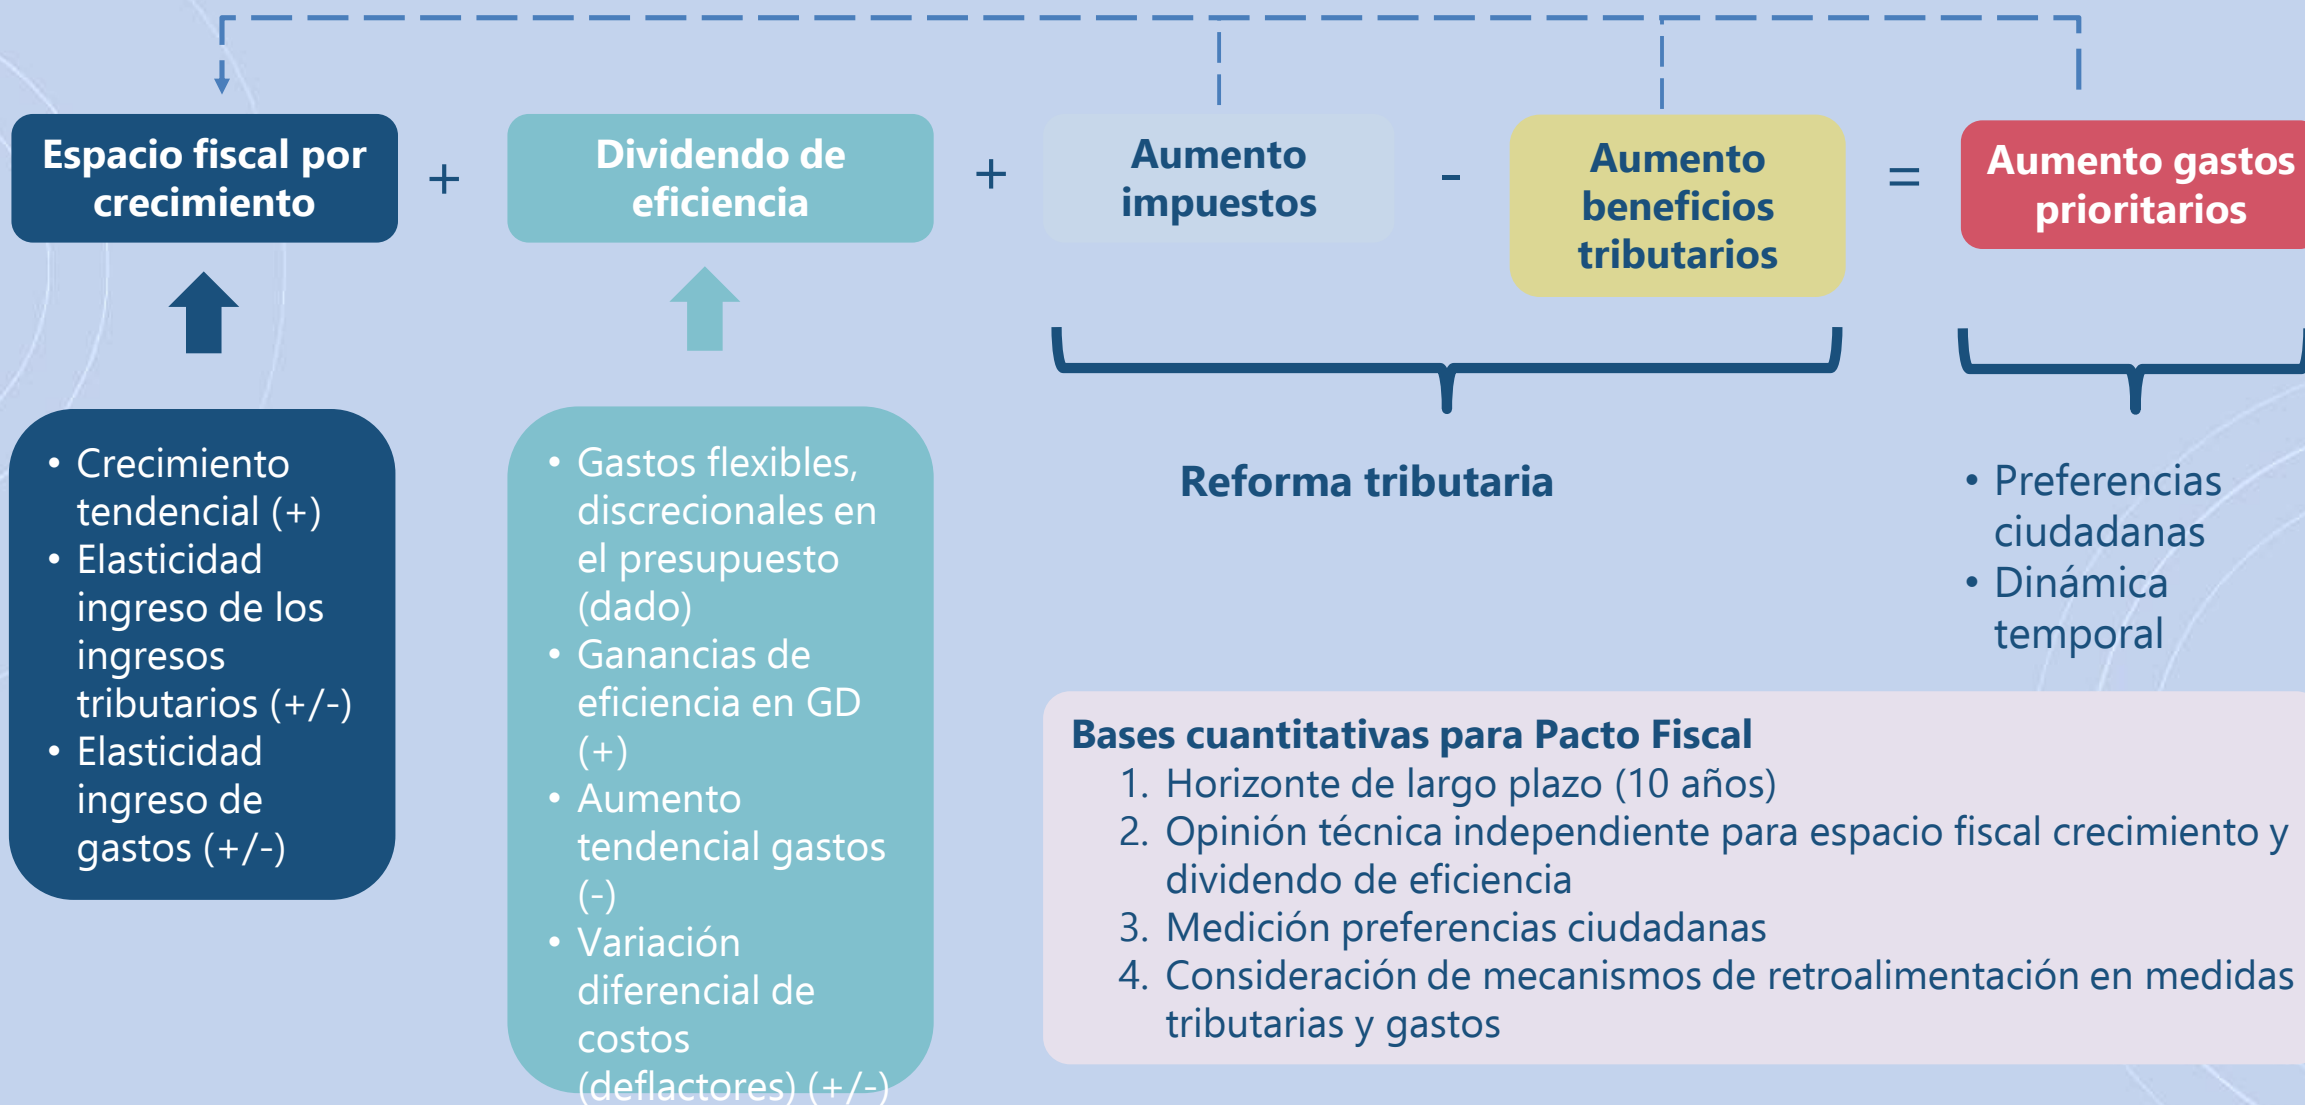 Espacio fiscal por
crecimiento
+
Dividendo de
eficiencia
+
Aumento
impuestos
-
Aumento
beneficios
tributarios
=
Aumento gastos
prioritarios
• Crecimiento
tendencial (+)
• Elasticidad
ingreso de los
ingresos
tributarios (+/-)
• Elasticidad
ingreso de
gastos (+/-)
• Gastos flexibles,
discrecionales en
el presupuesto
(dado)
• Ganancias de
eficiencia en GD
(+)
• Aumento
tendencial gastos
(-)
• Variación
diferencial de
costos
(deflactores) (+/-)
Reforma tributaria
• Preferencias
ciudadanas
• Dinámica
temporal
Bases cuantitativas para Pacto Fiscal
1. Horizonte de largo plazo (10 años)
2. Opinión técnica independiente para espacio fiscal crecimiento y
dividendo de eficiencia
3. Medición preferencias ciudadanas
4. Consideración de mecanismos de retroalimentación en medidas
tributarias y gastos